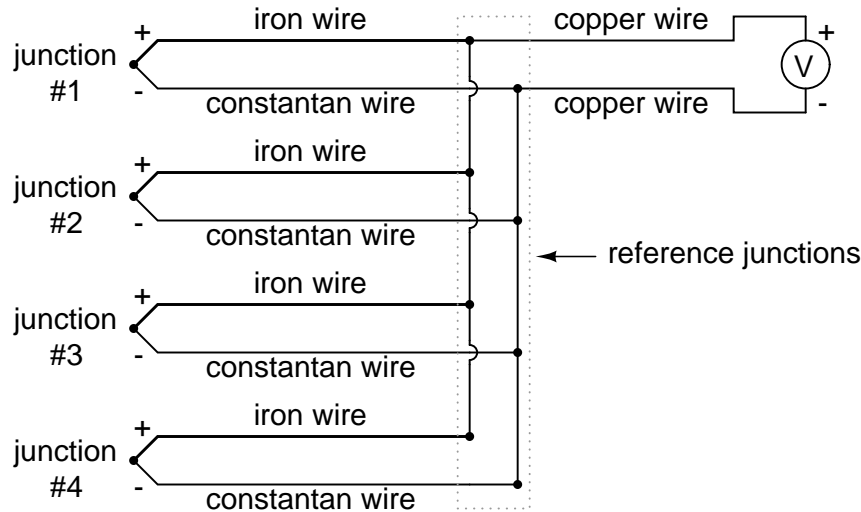 iron wire
copper wire
+
+
junction
#1
V
-
-
constantan wire
copper wire
iron wire
+
junction
#2
-
constantan wire
reference junctions
iron wire
+
junction
#3
-
constantan wire
iron wire
+
junction
#4
-
constantan wire